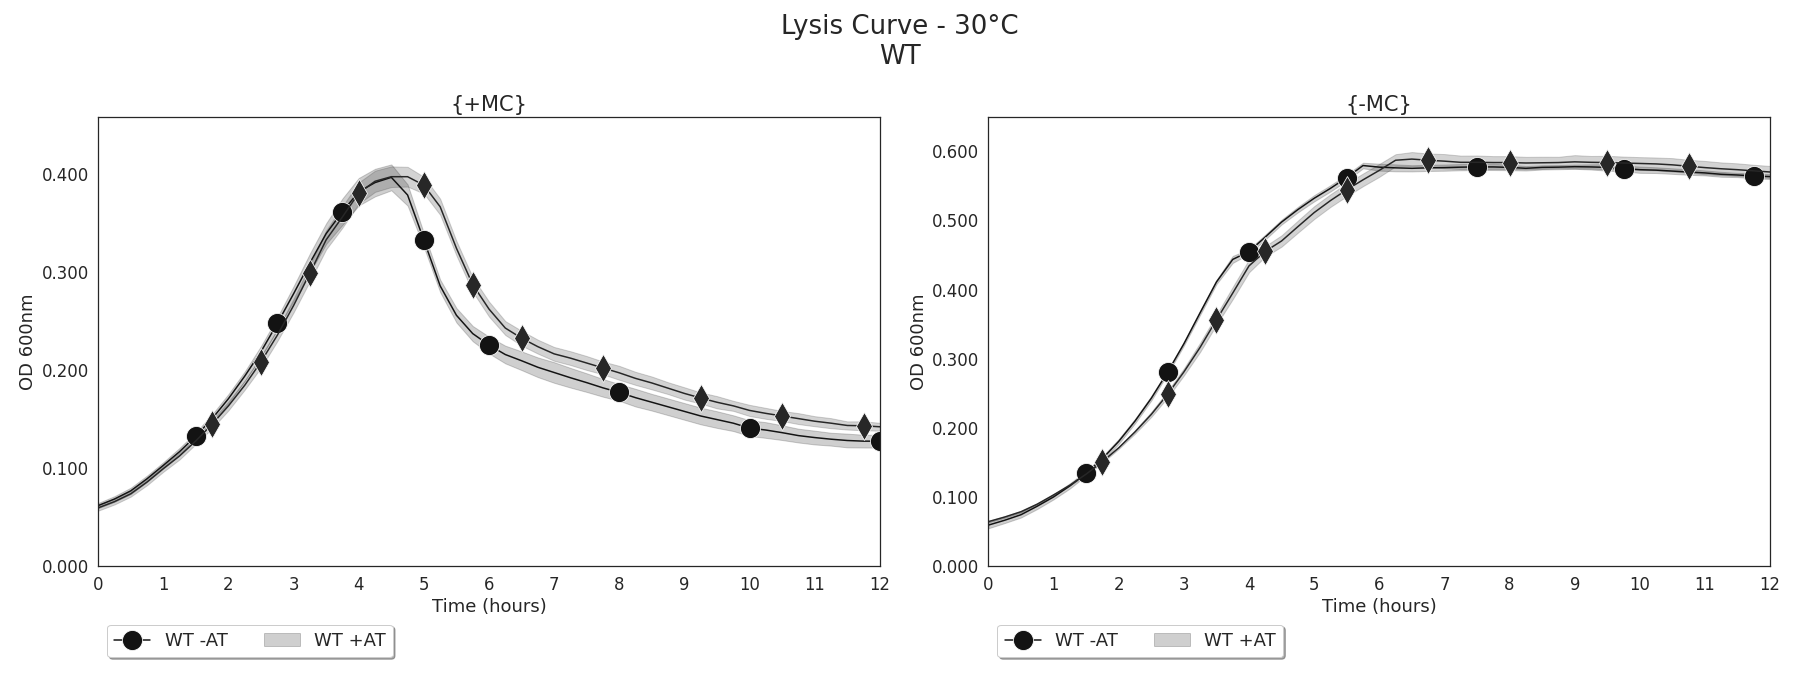 Lysis Curve - 30°C
WT
{+MC}
OD 600nm
0.400
0.300
0.200
0.100
0.000
0 1 2 3 4 5 6 7 8 9 10 11 12
Time (hours)
WT -AT WT +AT
{-MC}
OD 600nm
0.600
0.500
0.400
0.300
0.200
0.100
0.000
0 1 2 3 4 5 6 7 8 9 10 11 12
Time (hours)
WT -AT WT +AT